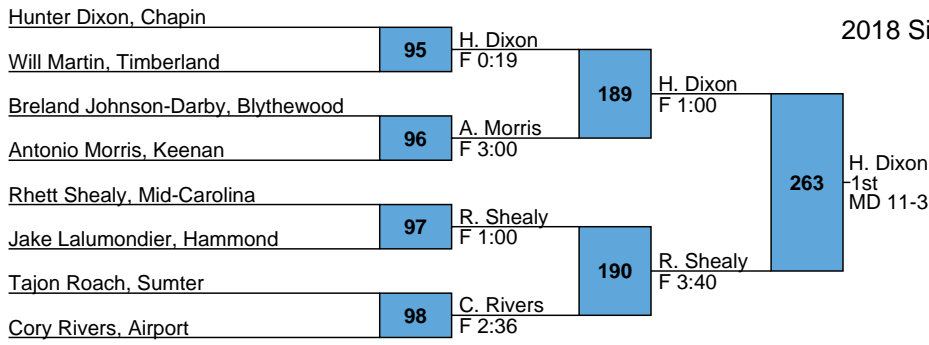 Hunter Dixon, Chapin
2018 Si
95
H. Dixon
F 0:19
Will Martin, Timberland
189
H. Dixon
F 1:00
Breland Johnson-Darby, Blythewood
96
A. Morris
F 3:00
Antonio Morris, Keenan
263
H. Dixon
1st
MD 11-3
Rhett Shealy, Mid-Carolina
97
R. Shealy
F 1:00
Jake Lalumondier, Hammond
190
R. Shealy
F 3:40
Tajon Roach, Sumter
98
C. Rivers
F 2:36
Cory Rivers, Airport